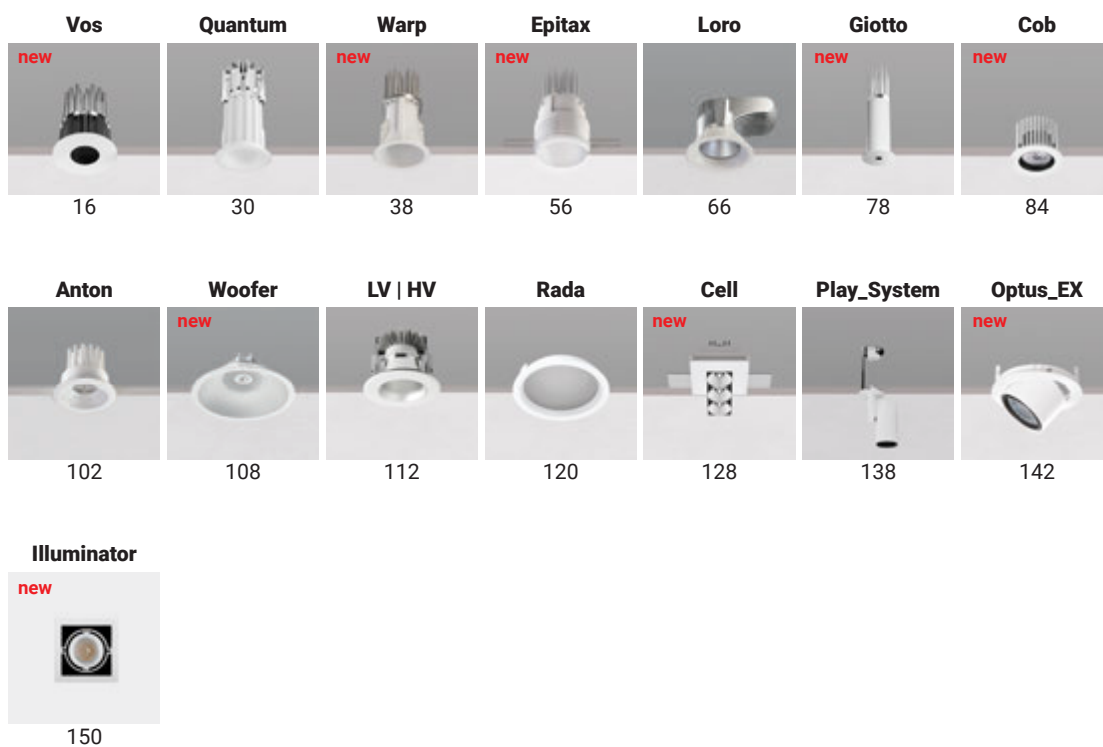 Vos Quantum Warp Epitax Loro Giotto Cob
new new new new new
16 30 38 56 66 78 84
Anton Woofer LV | HV Rada Cell Play_System Optus_EX
new new new
102 108 112 120 128 138 142
Illuminator
new
150